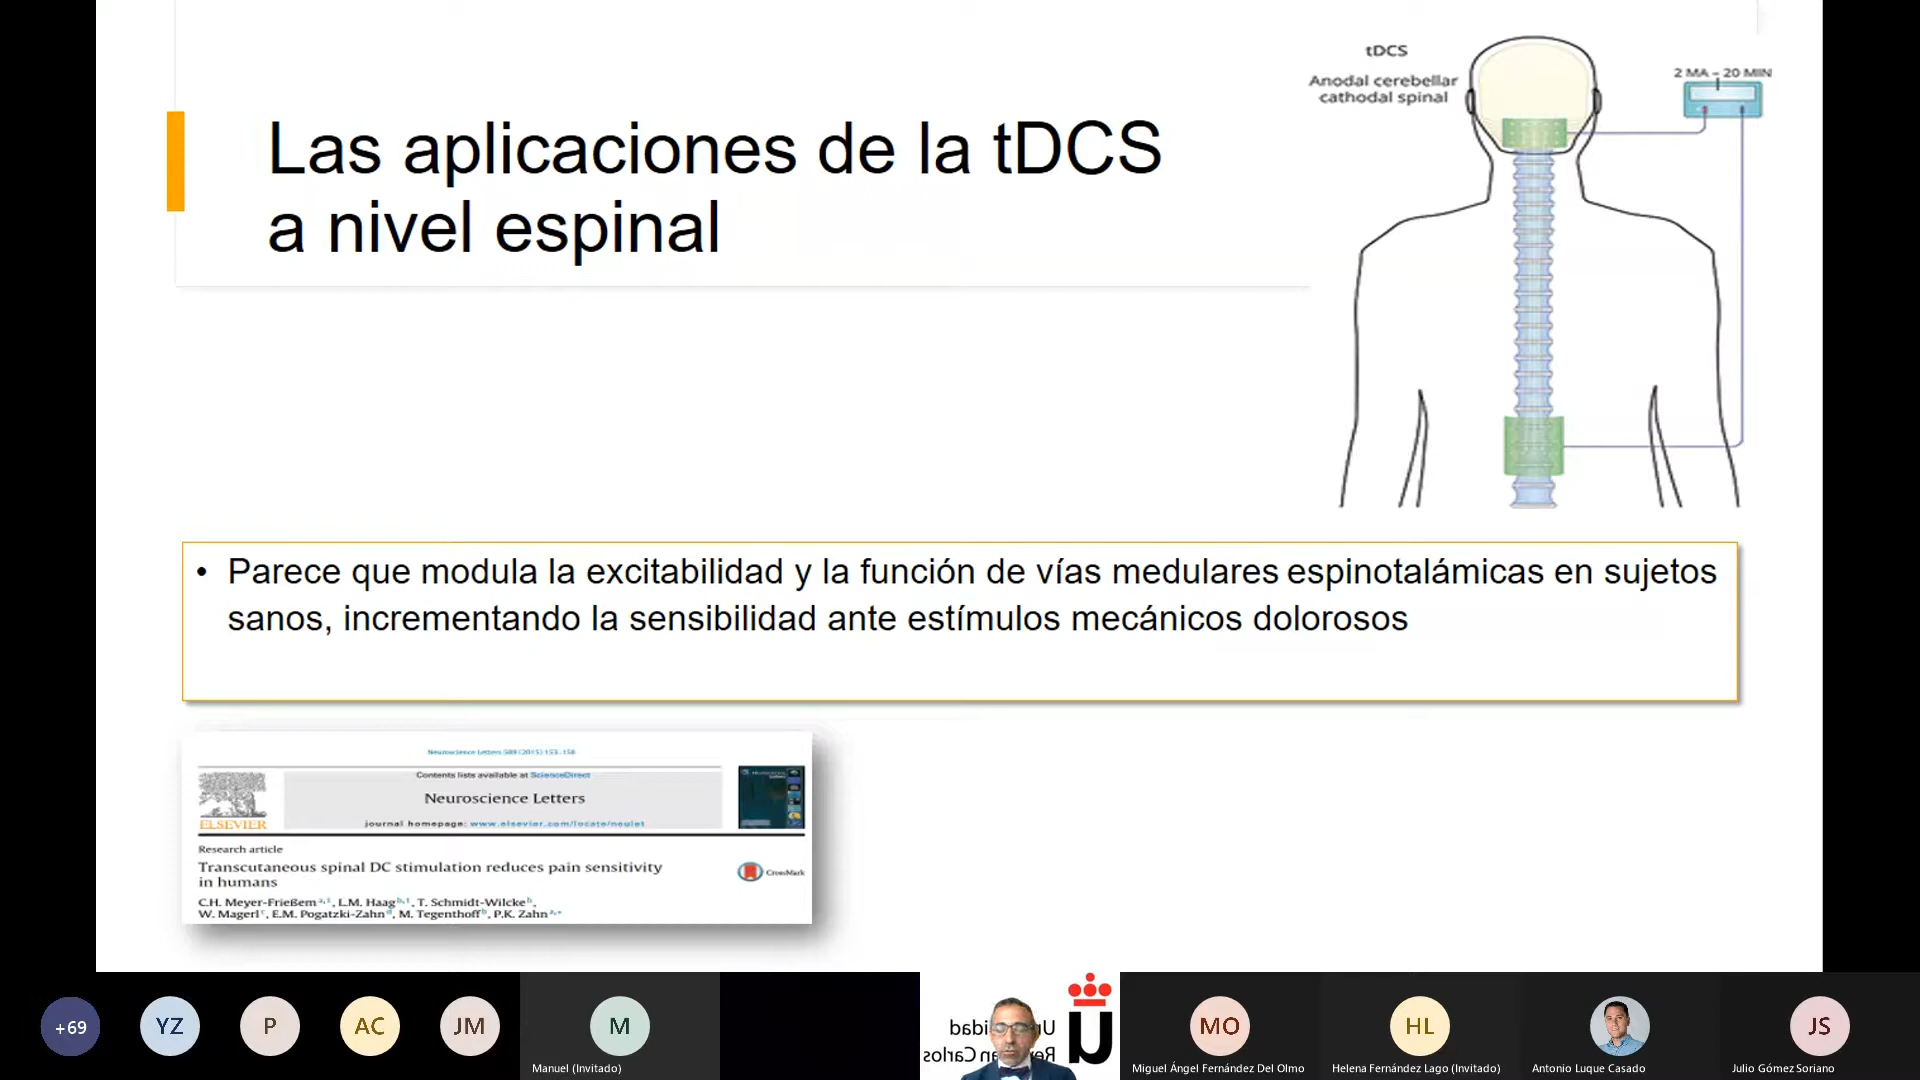 tDCS
Anodal cerebellar
cathodal spinal
2 MA – 20 MIN
Las aplicaciones de la tDCS
a nivel espinal
• Parece que modula la excitabilidad y la función de vías medulares espinotalámicas en sujetos
sanos, incrementando la sensibilidad ante estímulos mecánicos dolorosos
Neuroscience Letters 589 (2015) 153–158
Contents lists available at ScienceDirect
Neuroscience Letters
journal homepage: www.elsevier.com/locate/neulet
ELSEVIER
Research article
Transcutaneous spinal DC stimulation reduces pain sensitivity
in humans
CrossMark
C.H. Meyer-Frießem a,1, L.M. Haag b,1, T. Schmidt-Wilcke b,
W. Magerl c, E.M. Pogatzki-Zahn d, M. Tegenthoff b, P.K. Zahn a,*
+69
YZ
P
AC
JM
M
Manuel (Invitado)
MO
Miguel Ángel Fernández Del Olmo
HL
Helena Fernández Lago (Invitado)
Antonio Luque Casado
JS
Julio Gómez Soriano